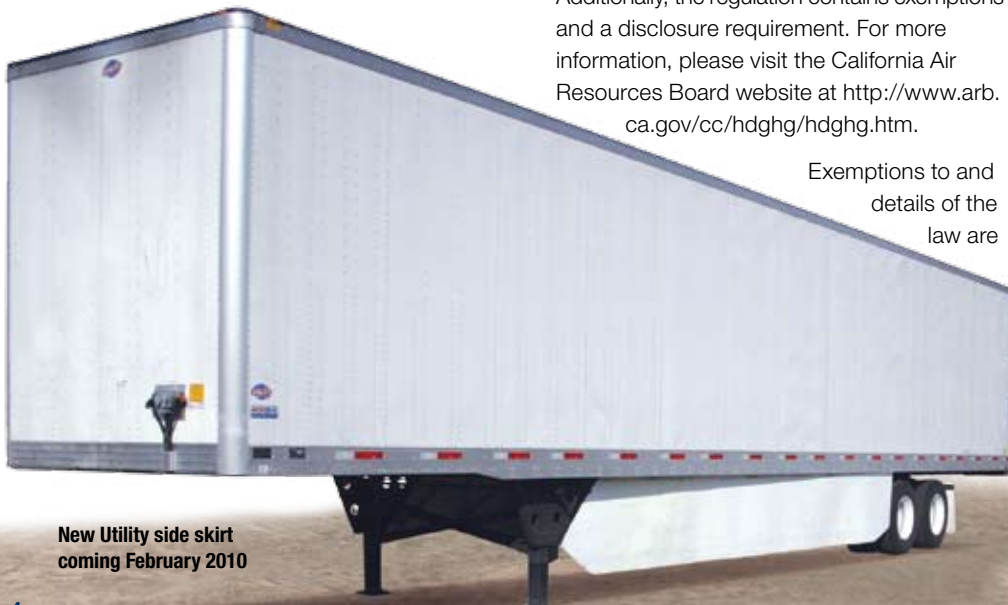 Additionally, the regulation contains exemptions
and a disclosure requirement. For more
information, please visit the California Air
Resources Board website at http://www.arb.
ca.gov/cc/hdghg/hdghg.htm.
Exemptions to and
details of the
law are
New Utility side skirt
coming February 2010